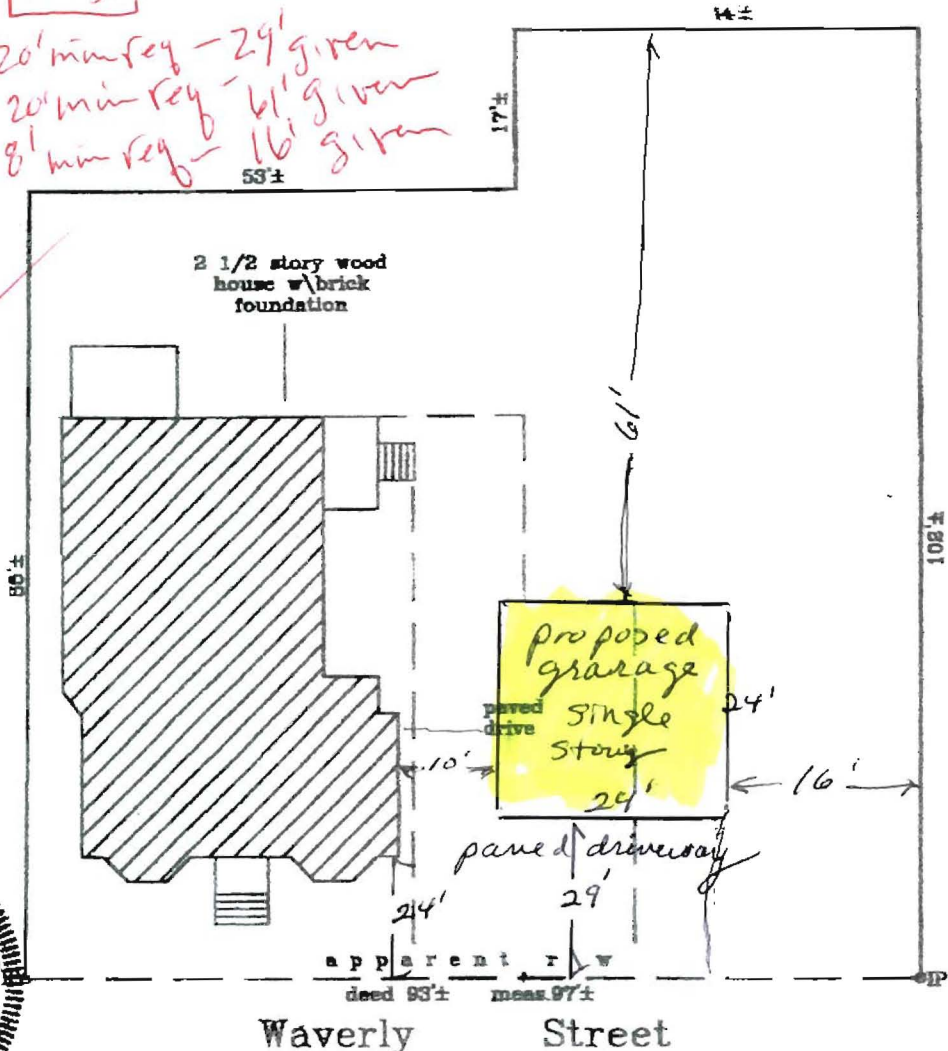 20' min req - 29' given
20' min req - 61' given
8' min req - 16' given
44'±
17'±
53'±
2 1/2 story wood
house w\brick
foundation
61'
102'±
86'±
proposed
grarage
single
story
paved
drive
24'
24'
10'
16'
paved driveway
24'
29'
apparent r w
deed 93'± meas.97'±
IP
Waverly Street